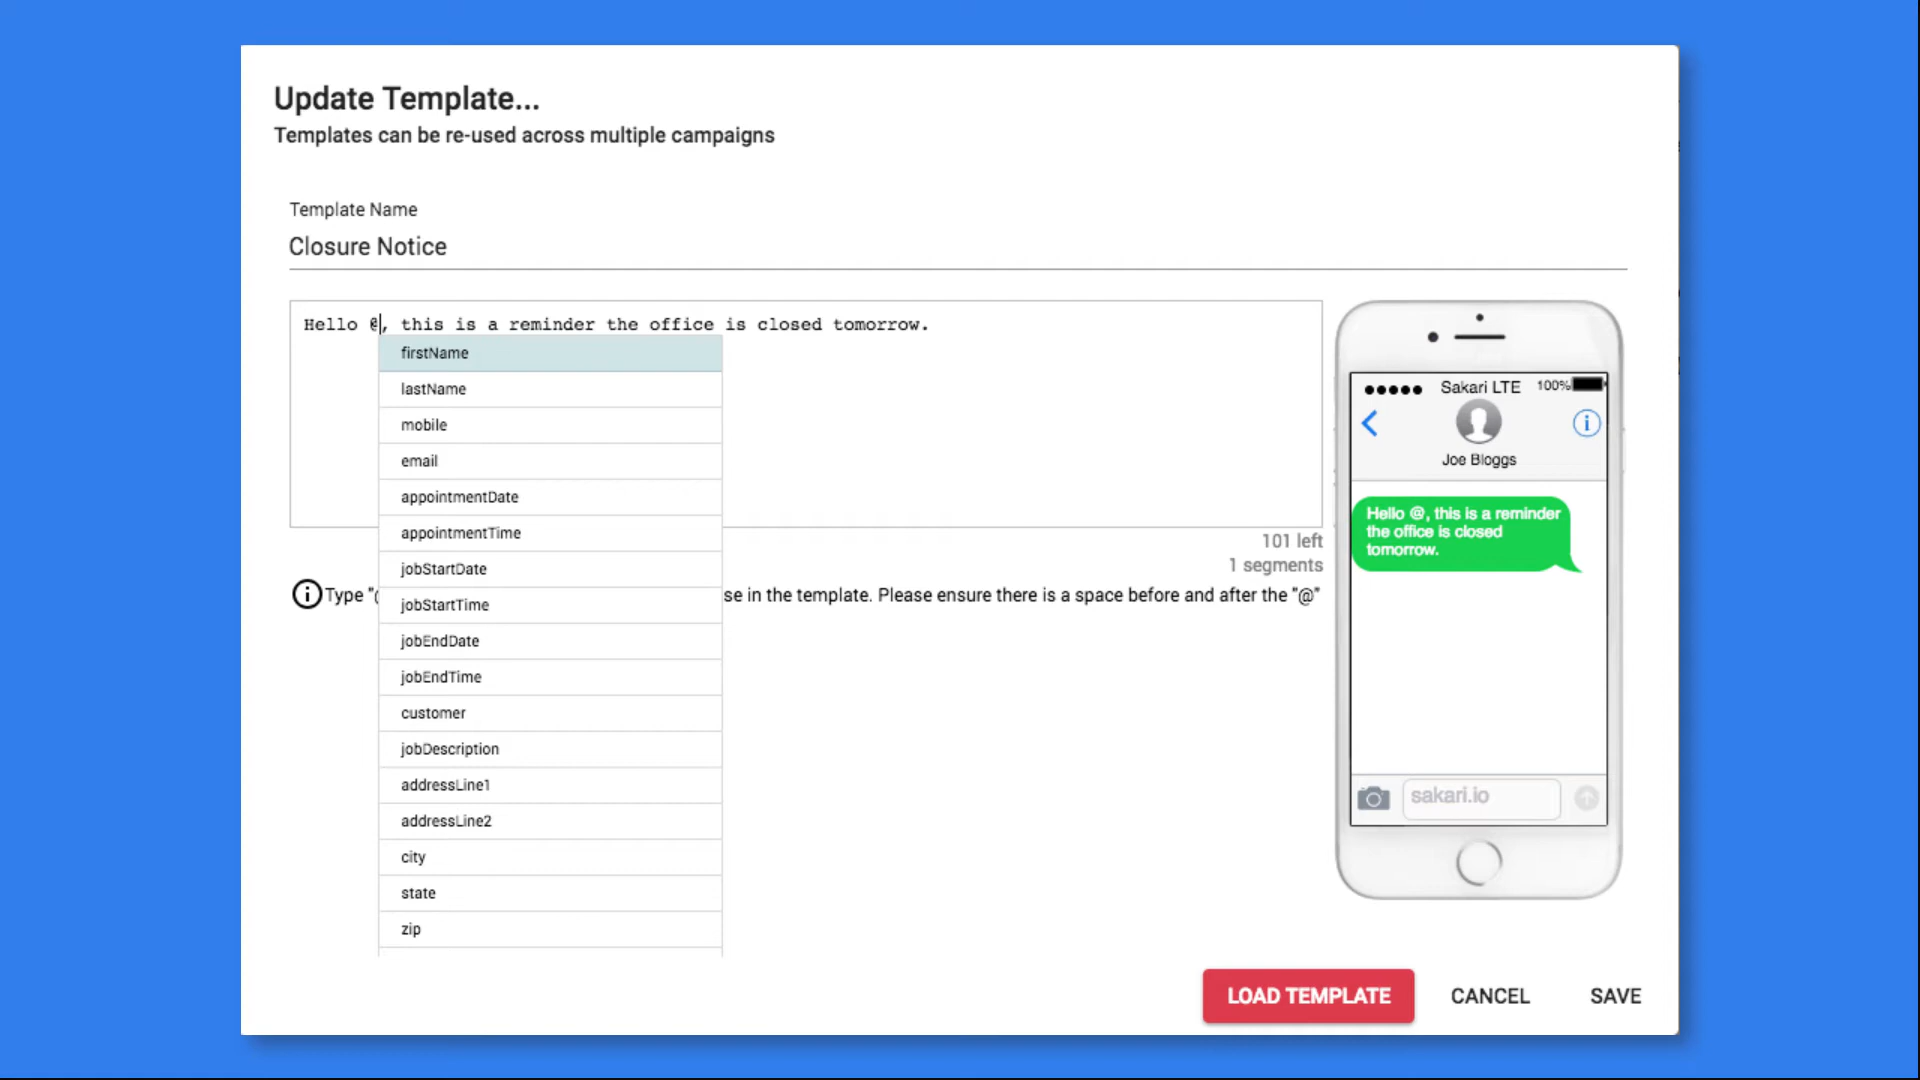 Update Template...
Templates can be re-used across multiple campaigns
Template Name
Closure Notice
Hello @, this is a reminder the office is closed tomorrow.
firstName
lastName
mobile
email
appointmentDate
appointmentTime
jobStartDate
jobStartTime
jobEndDate
jobEndTime
customer
jobDescription
addressLine1
addressLine2
city
state
zip
101 left
1 segments
Type "@ se in the template. Please ensure there is a space before and after the "@"
Sakari LTE 100%
Joe Bloggs
Hello @, this is a reminder
the office is closed
tomorrow.
sakari.io
LOAD TEMPLATE CANCEL SAVE